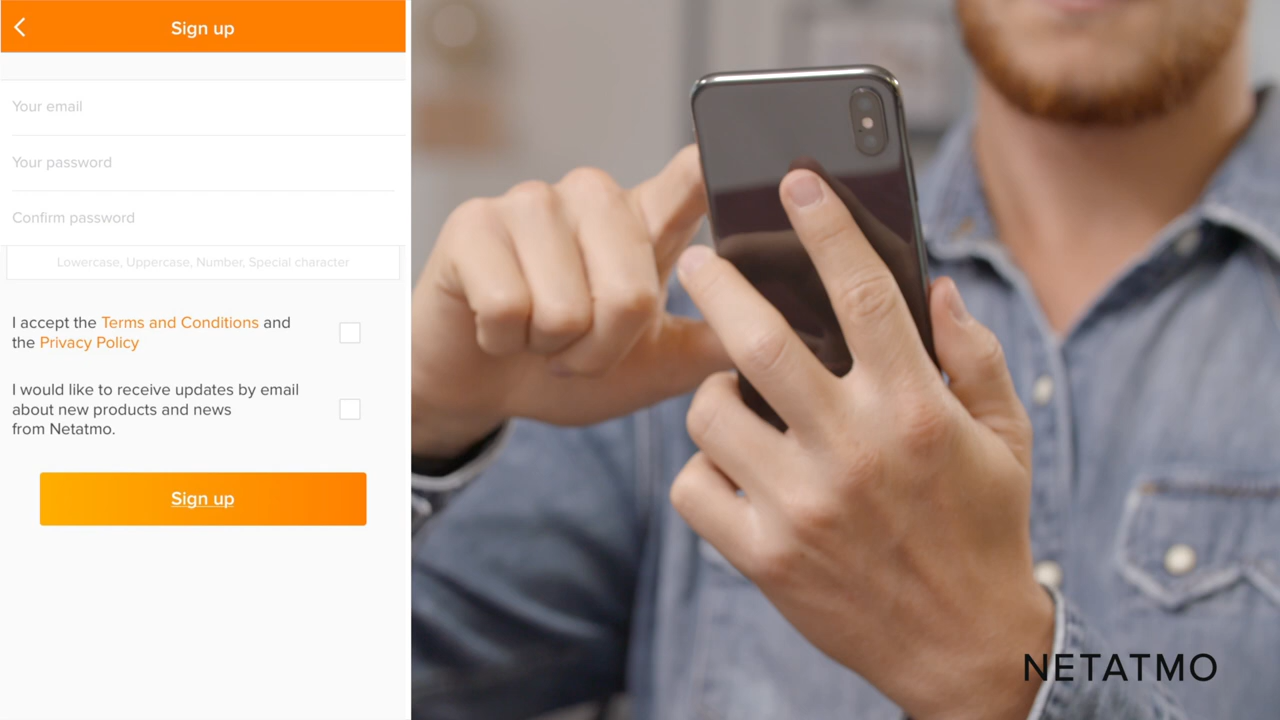 Sign up
Your email
Your password
Confirm password
Lowercase, Uppercase, Number, Special character
I accept the Terms and Conditions and
the Privacy Policy
I would like to receive updates by email
about new products and news
from Netatmo.
Sign up
NETATMO